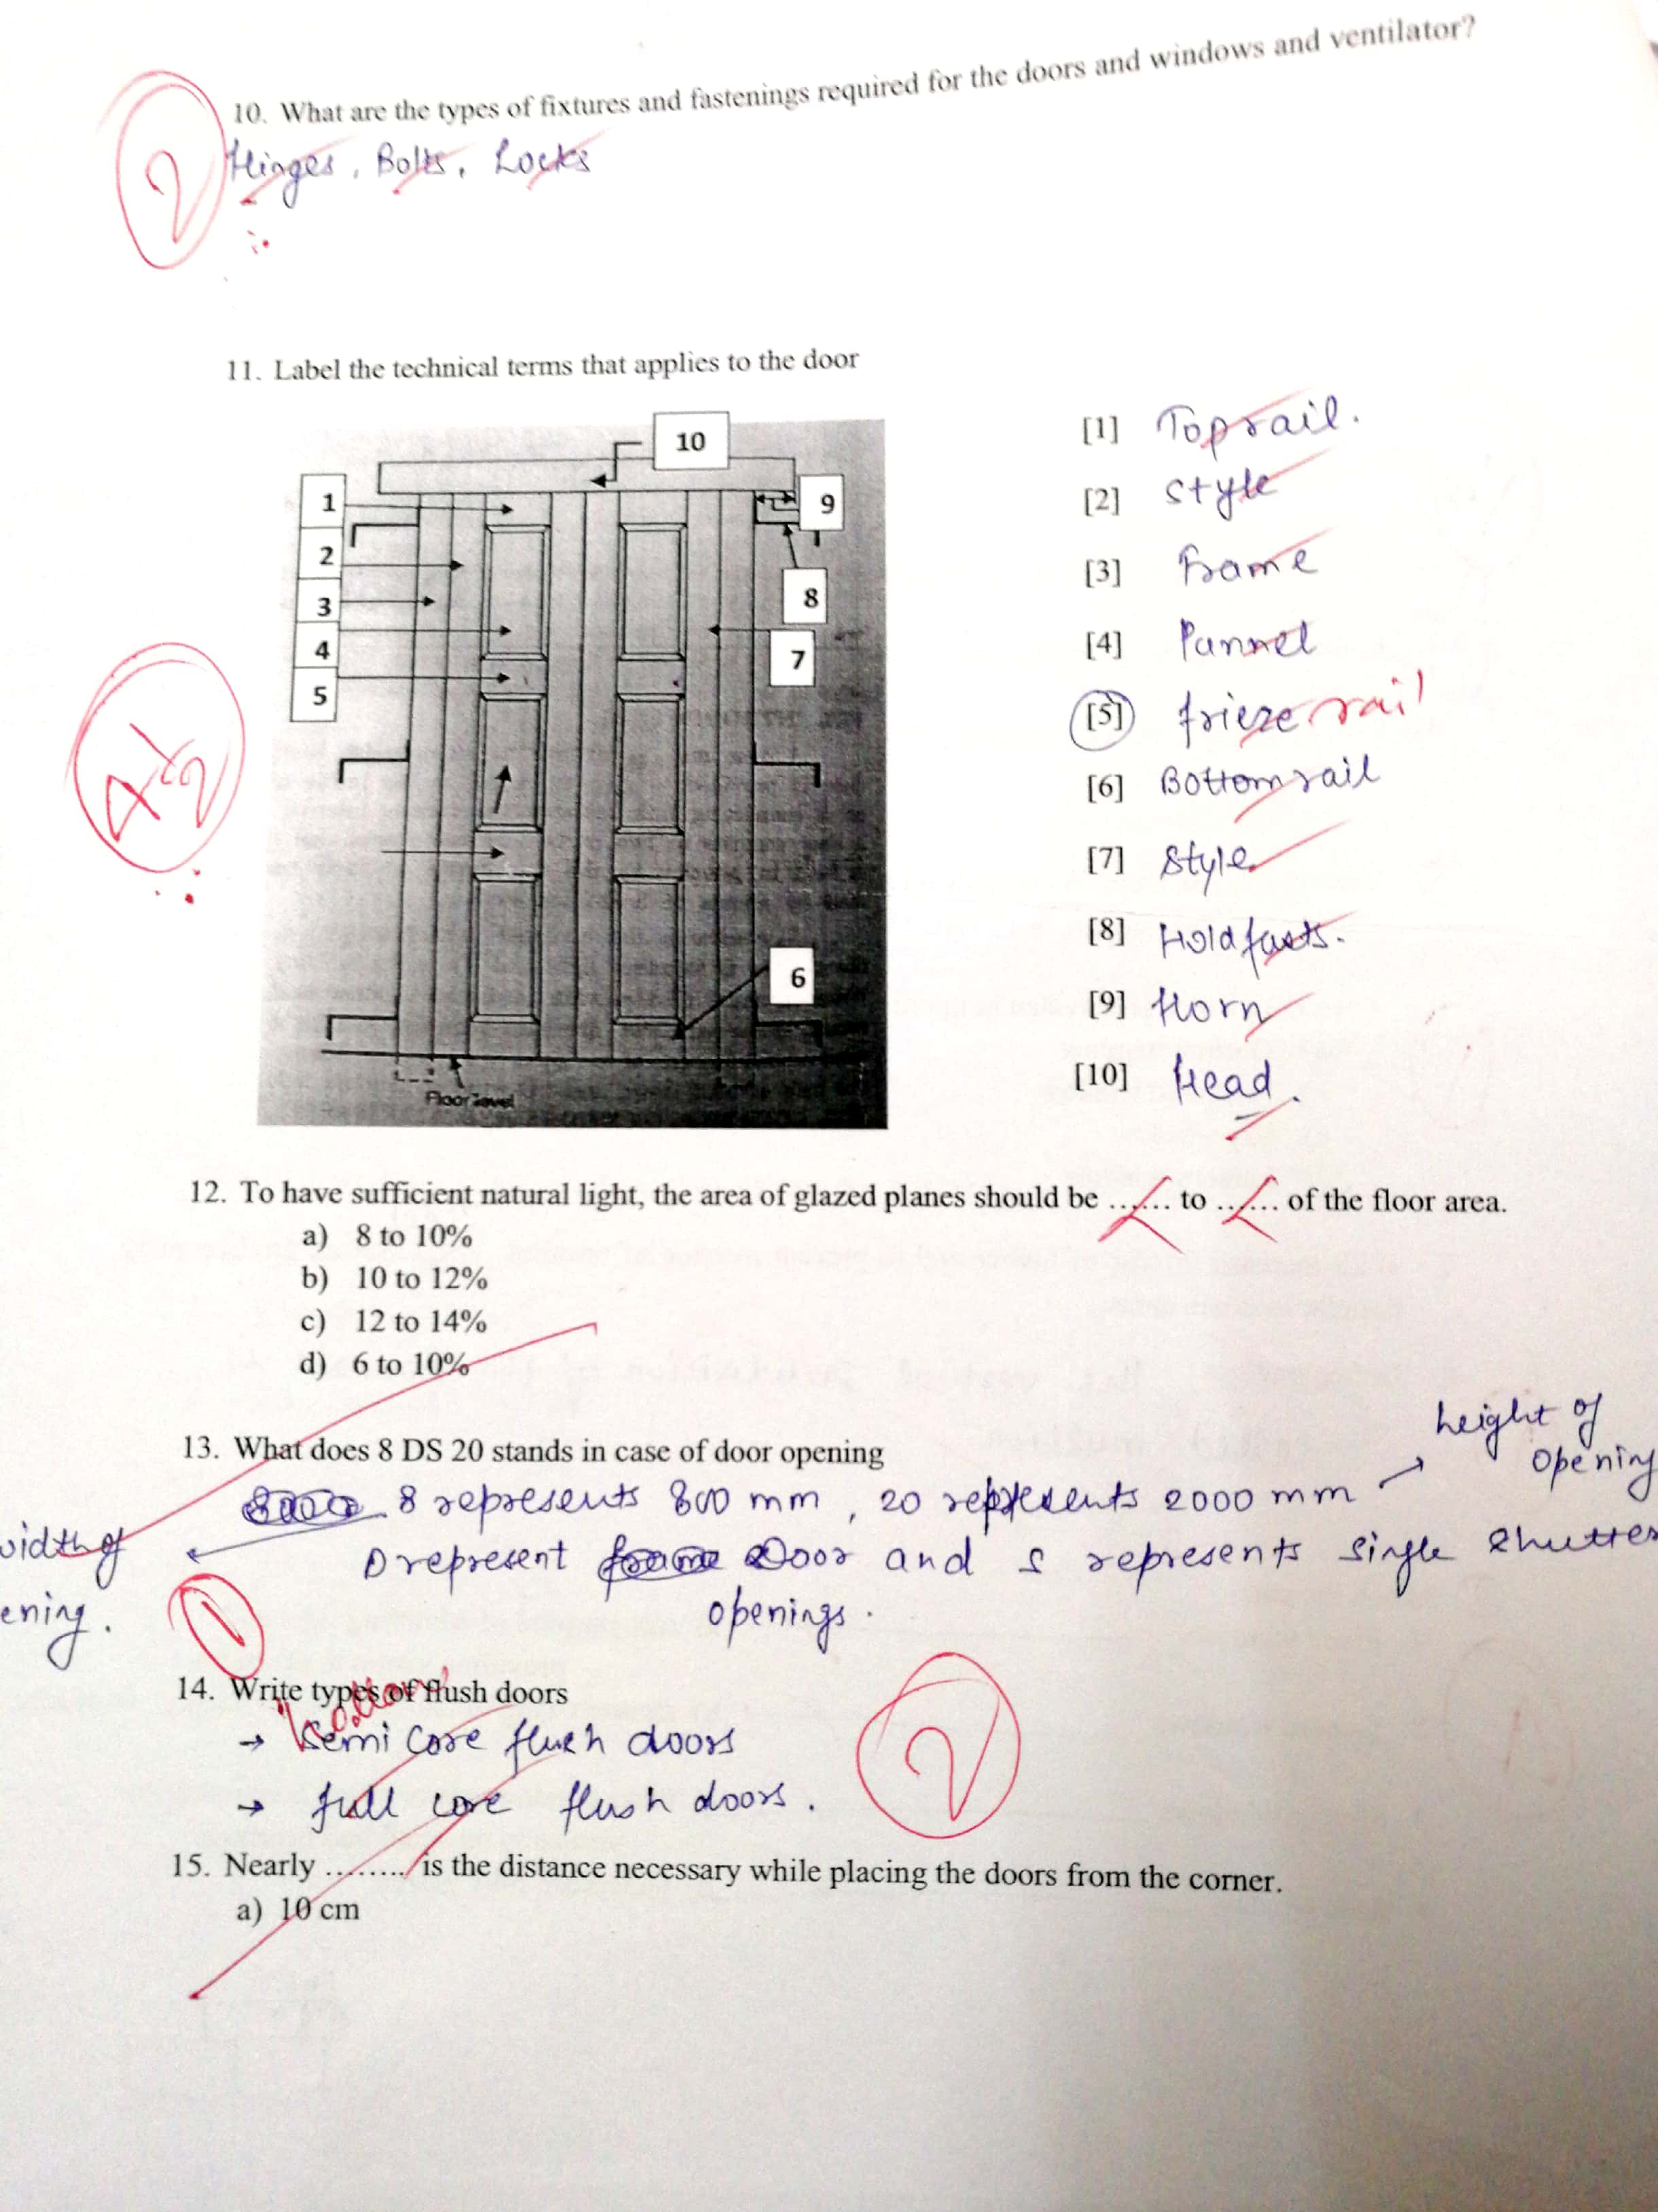 10. What are the types of fixtures and fastenings required for the doors and windows and ventilator?
2
Hinges, Bolts, Locks
11. Label the technical terms that applies to the door
10
1
2
3
4
5
9
8
7
6
Floor level
4 1/2
[1] Top rail.
[2] Style
[3] Frame
[4] Pannel
[5] frieze rail
[6] Bottom rail
[7] Style
[8] Hold fasts.
[9] Horn
[10] Head.
12. To have sufficient natural light, the area of glazed planes should be ...... to ...... of the floor area.
a) 8 to 10%
b) 10 to 12%
c) 12 to 14%
d) 6 to 10%
13. What does 8 DS 20 stands in case of door opening
8 represents 800 mm, 20 represents 2000 mm → height of opening
width of
ening.
D represent Door and S represents single shutter
openings.
1
14. Write types of flush doors
→ Semi core flush doors
→ full core flush doors.
2
15. Nearly ........ is the distance necessary while placing the doors from the corner.
a) 10 cm